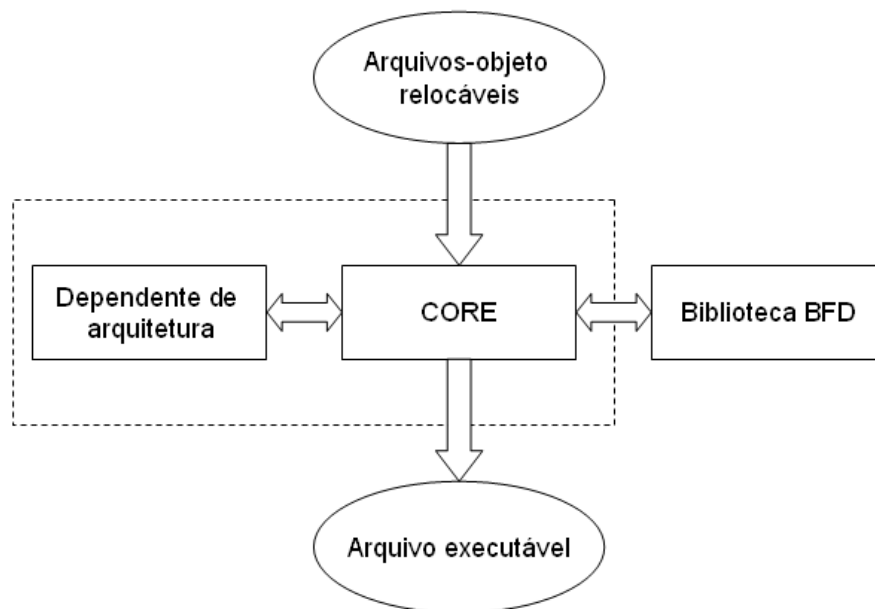 Arquivos-objeto
relocáveis
Dependente de
arquitetura
CORE
Biblioteca BFD
Arquivo executável